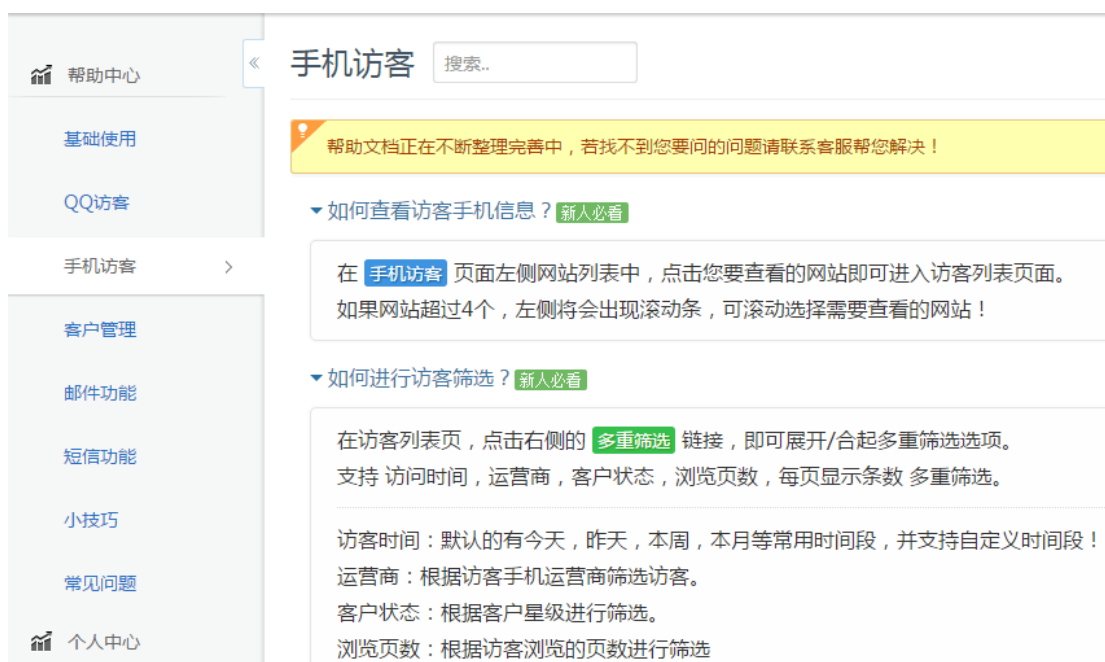 帮助中心
基础使用
QQ访客
手机访客
客户管理
邮件功能
短信功能
小技巧
常见问题
个人中心
手机访客 搜索..
帮助文档正在不断整理完善中，若找不到您要问的问题请联系客服帮您解决！
如何查看访客手机信息？新人必看
在 手机访客 页面左侧网站列表中，点击您要查看的网站即可进入访客列表页面。
如果网站超过4个，左侧将会出现滚动条，可滚动选择需要查看的网站！
如何进行访客筛选？新人必看
在访客列表页，点击右侧的 多重筛选 链接，即可展开/合起多重筛选选项。
支持 访问时间，运营商，客户状态，浏览页数，每页显示条数 多重筛选。
访客时间：默认的有今天，昨天，本周，本月等常用时间段，并支持自定义时间段！
运营商：根据访客手机运营商筛选访客。
客户状态：根据客户星级进行筛选。
浏览页数：根据访客浏览的页数进行筛选